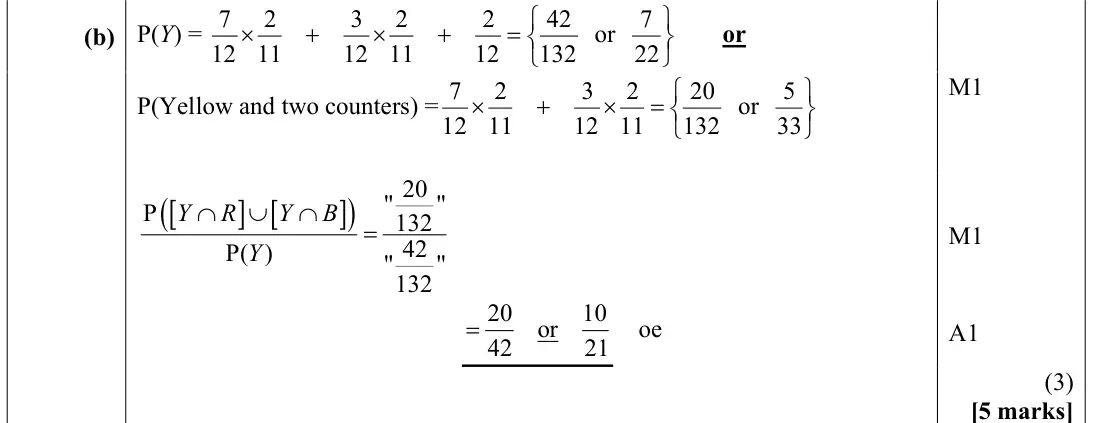 (b) P(Y) = 7/12 × 2/11 + 3/12 × 2/11 + 2/12 = { 42/132 or 7/22 } or
P(Yellow and two counters) = 7/12 × 2/11 + 3/12 × 2/11 = { 20/132 or 5/33 } M1
P([Y ∩ R] ∪ [Y ∩ B]) / P(Y) = "20/132" / "42/132" M1
= 20/42 or 10/21 oe A1
(3)
[5 marks]